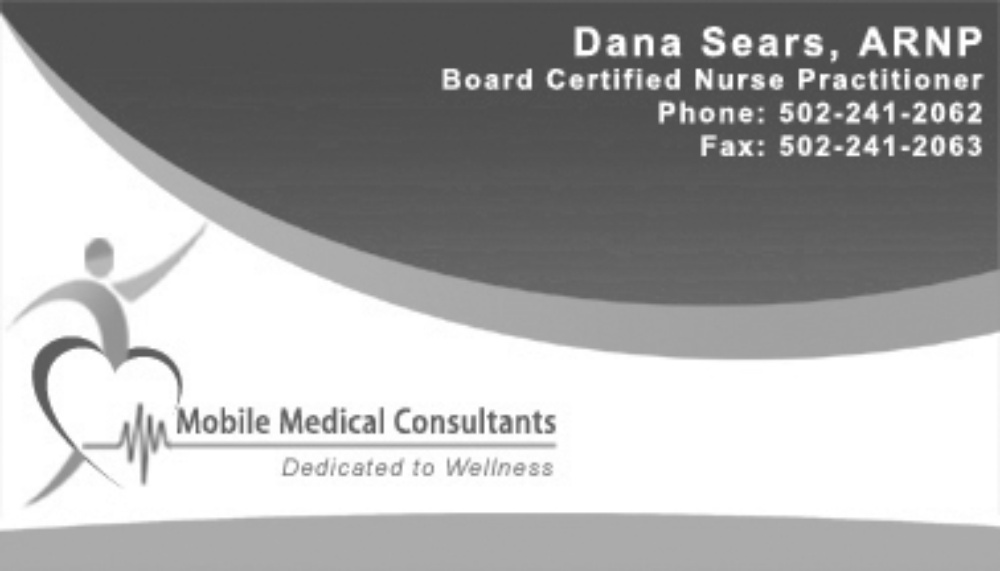 Dana Sears, ARNP
Board Certified Nurse Practitioner
Phone: 502-241-2062
Fax: 502-241-2063
Mobile Medical Consultants
Dedicated to Wellness